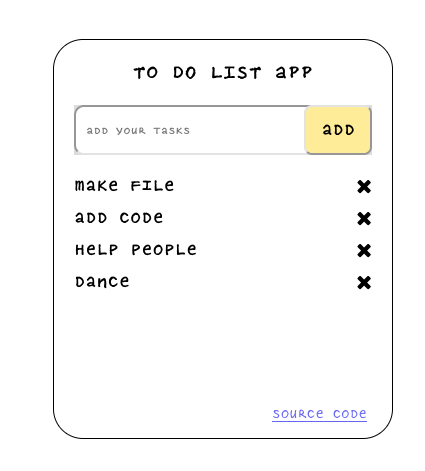 TO DO LIST APP
ADD YOUR TASKS
ADD
MAKE FILE
ADD CODE
HELP PEOPLE
DANCE
SOURCE CODE